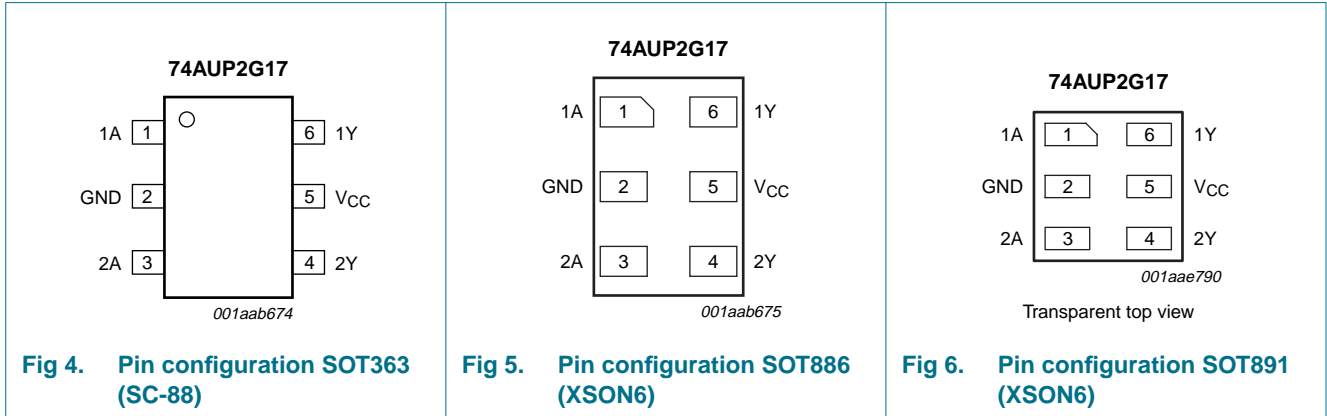 74AUP2G17
1A 1 6 1Y
GND 2 5 VCC
2A 3 4 2Y
001aab674
Fig 4. Pin configuration SOT363
(SC-88)
74AUP2G17
1A 1 6 1Y
GND 2 5 VCC
2A 3 4 2Y
001aab675
Fig 5. Pin configuration SOT886
(XSON6)
74AUP2G17
1A 1 6 1Y
GND 2 5 VCC
2A 3 4 2Y
001aae790
Transparent top view
Fig 6. Pin configuration SOT891
(XSON6)